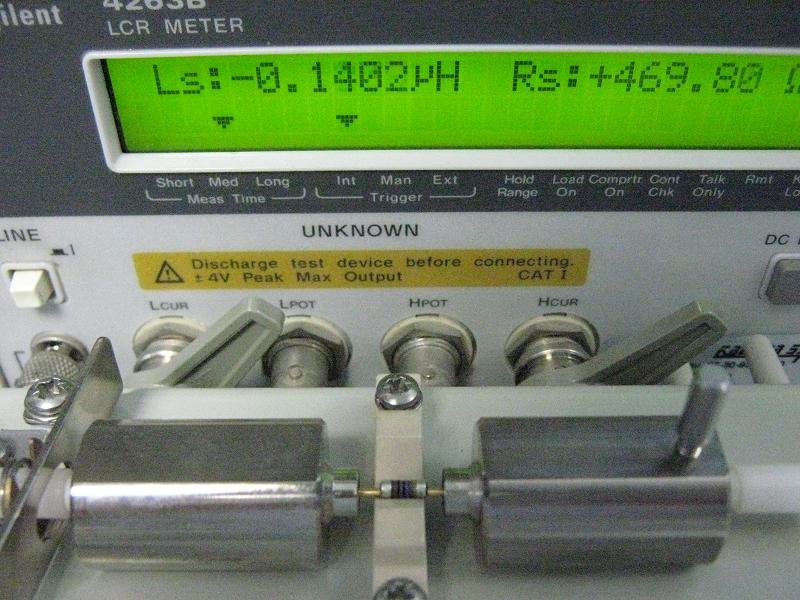 ilent
4263B
LCR METER
Ls:-0.1402µH Rs:+469.80 Ω
Short Med Long
Meas Time
Int Man Ext
Trigger
Hold Range
Load On
Comprtr On
Cont Chk
Talk Only
Rmt
LINE
UNKNOWN
DC
Discharge test device before connecting.
±4V Peak Max Output CAT I
LCUR LPOT HPOT HCUR